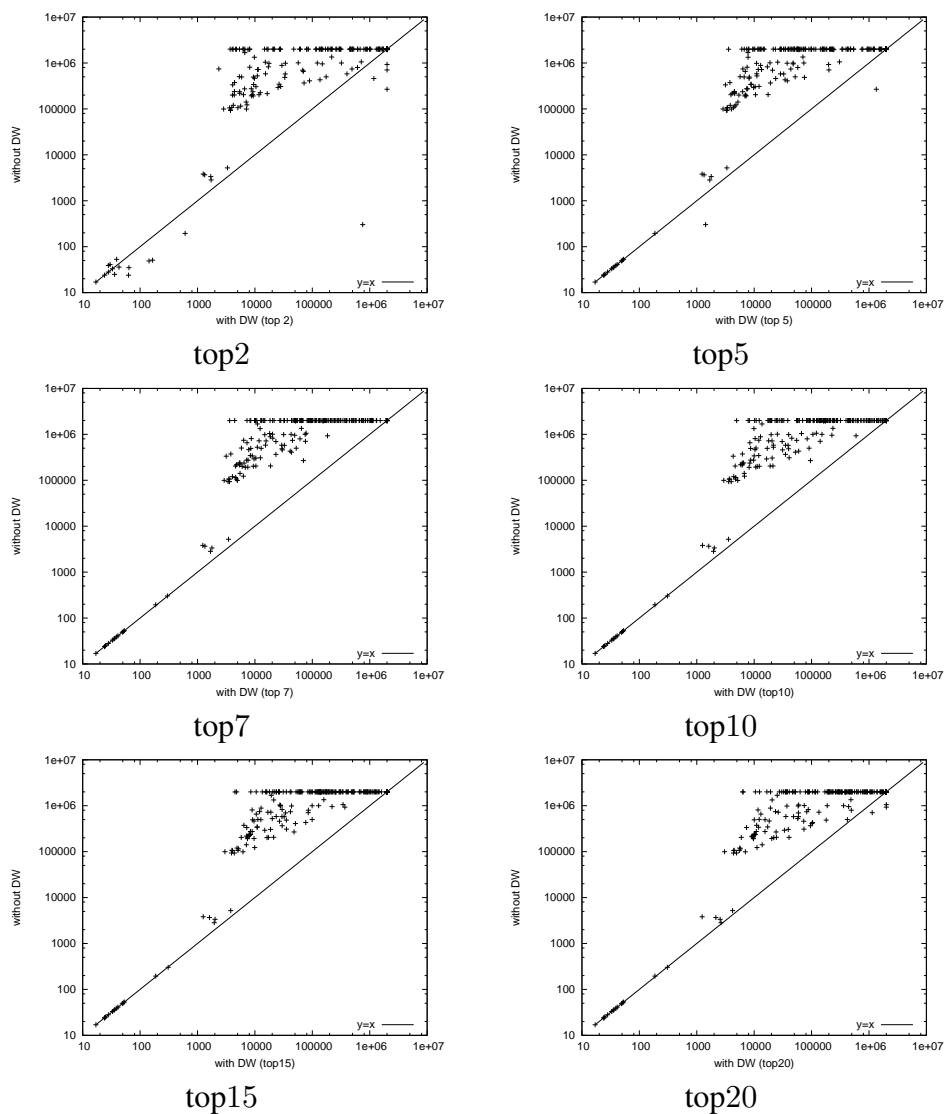 1e+07
1e+06
100000
10000
1000
100
10
without DW
y=x
10 100 1000 10000 100000 1e+06 1e+07
with DW (top 2)
top2
1e+07
1e+06
100000
10000
1000
100
10
without DW
y=x
10 100 1000 10000 100000 1e+06 1e+07
with DW (top 5)
top5
1e+07
1e+06
100000
10000
1000
100
10
without DW
y=x
10 100 1000 10000 100000 1e+06 1e+07
with DW (top 7)
top7
1e+07
1e+06
100000
10000
1000
100
10
without DW
y=x
10 100 1000 10000 100000 1e+06 1e+07
with DW (top10)
top10
1e+07
1e+06
100000
10000
1000
100
10
without DW
y=x
10 100 1000 10000 100000 1e+06 1e+07
with DW (top15)
top15
1e+07
1e+06
100000
10000
1000
100
10
without DW
y=x
10 100 1000 10000 100000 1e+06 1e+07
with DW (top20)
top20